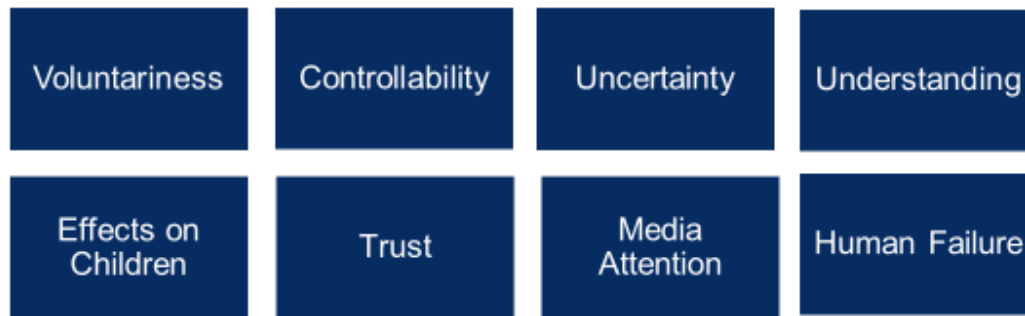 Voluntariness
Controllability
Uncertainty
Understanding
Effects on
Children
Trust
Media
Attention
Human Failure